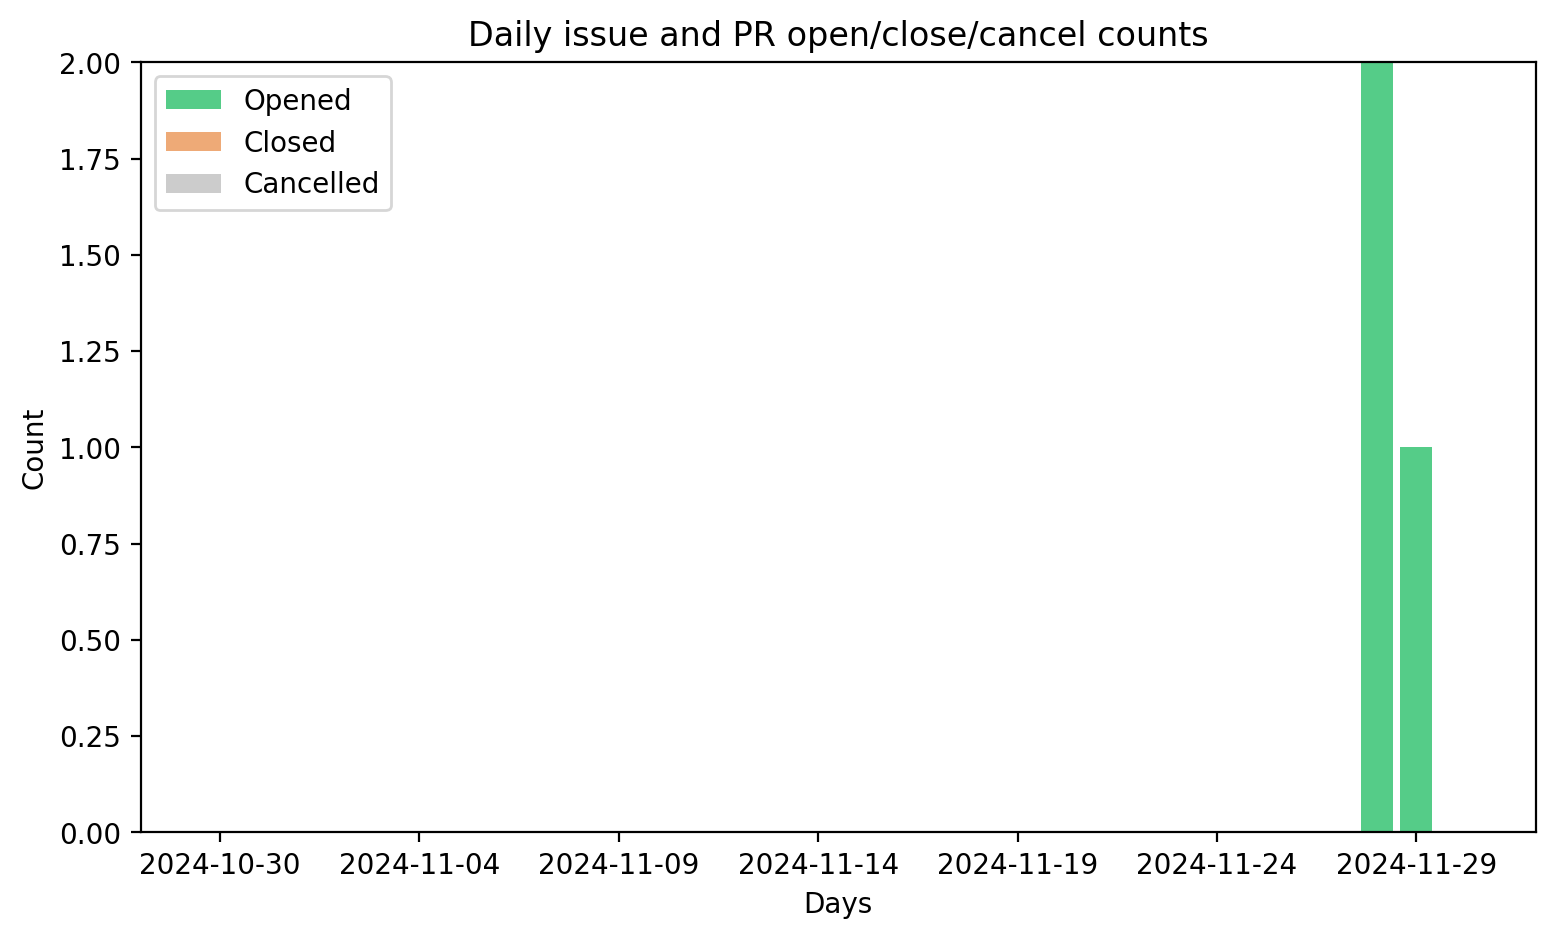 Daily issue and PR open/close/cancel counts
2.00
1.75
1.50
1.25
1.00
0.75
0.50
0.25
0.00
Opened
Closed
Cancelled
Count
2024-10-30
2024-11-04
2024-11-09
2024-11-14
2024-11-19
2024-11-24
2024-11-29
Days